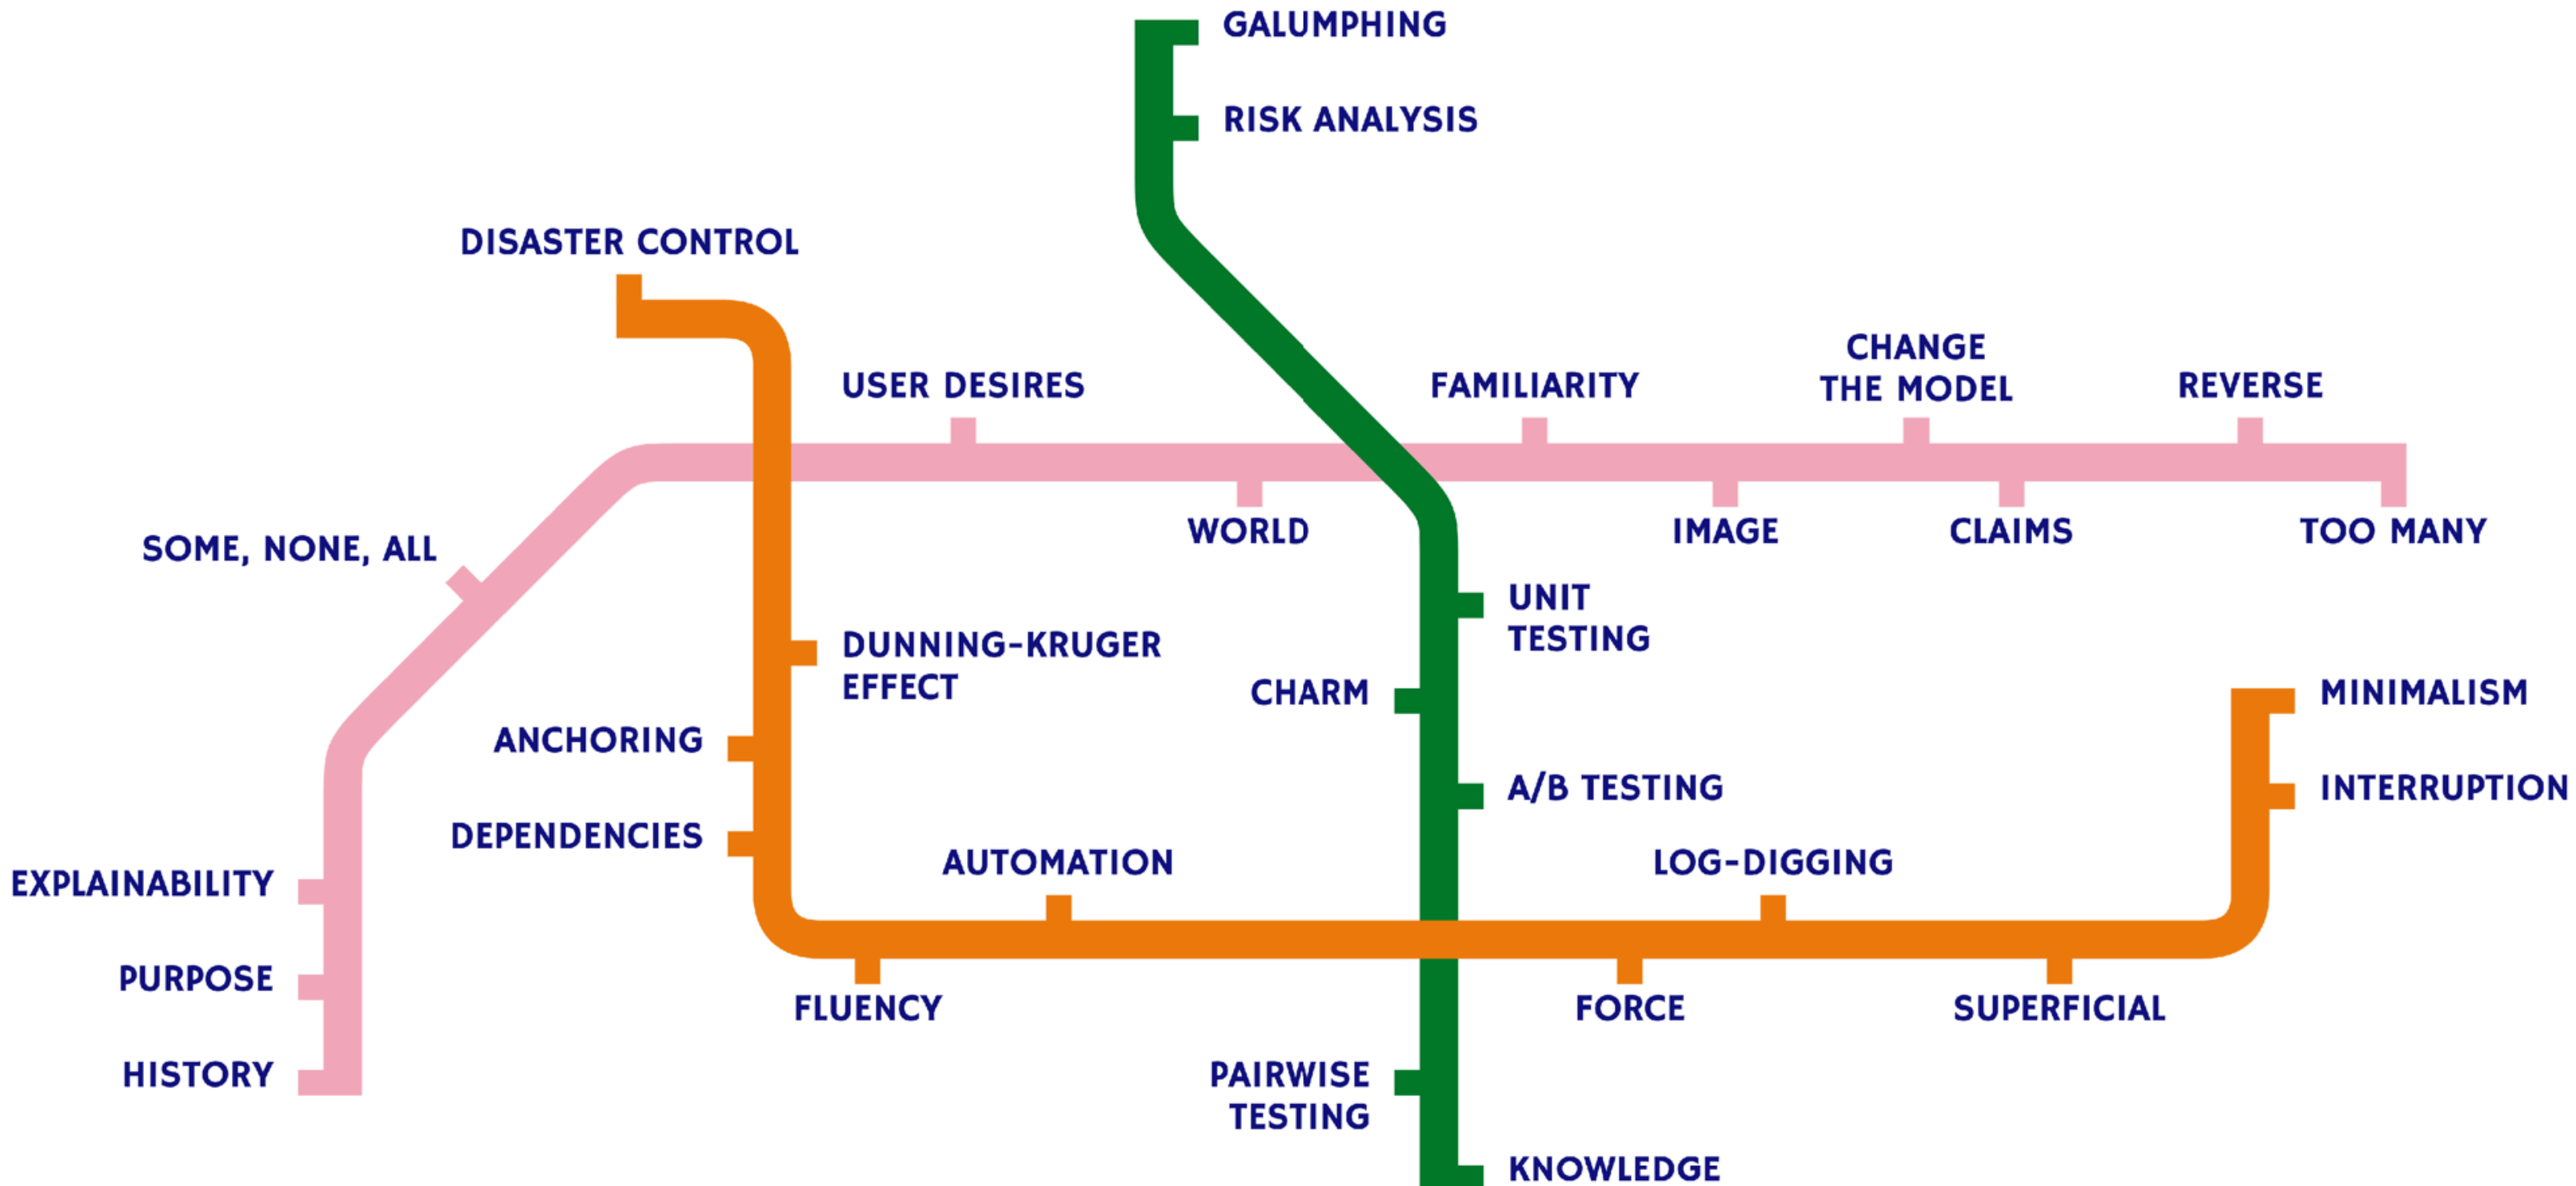 GALUMPHING
RISK ANALYSIS
DISASTER CONTROL
CHANGE
THE MODEL
USER DESIRES
FAMILIARITY
REVERSE
WORLD
IMAGE
CLAIMS
TOO MANY
SOME, NONE, ALL
UNIT
TESTING
DUNNING-KRUGER
EFFECT
CHARM
MINIMALISM
ANCHORING
A/B TESTING
INTERRUPTION
DEPENDENCIES
AUTOMATION
LOG-DIGGING
EXPLAINABILITY
PURPOSE
FLUENCY
FORCE
SUPERFICIAL
HISTORY
PAIRWISE
TESTING
KNOWLEDGE